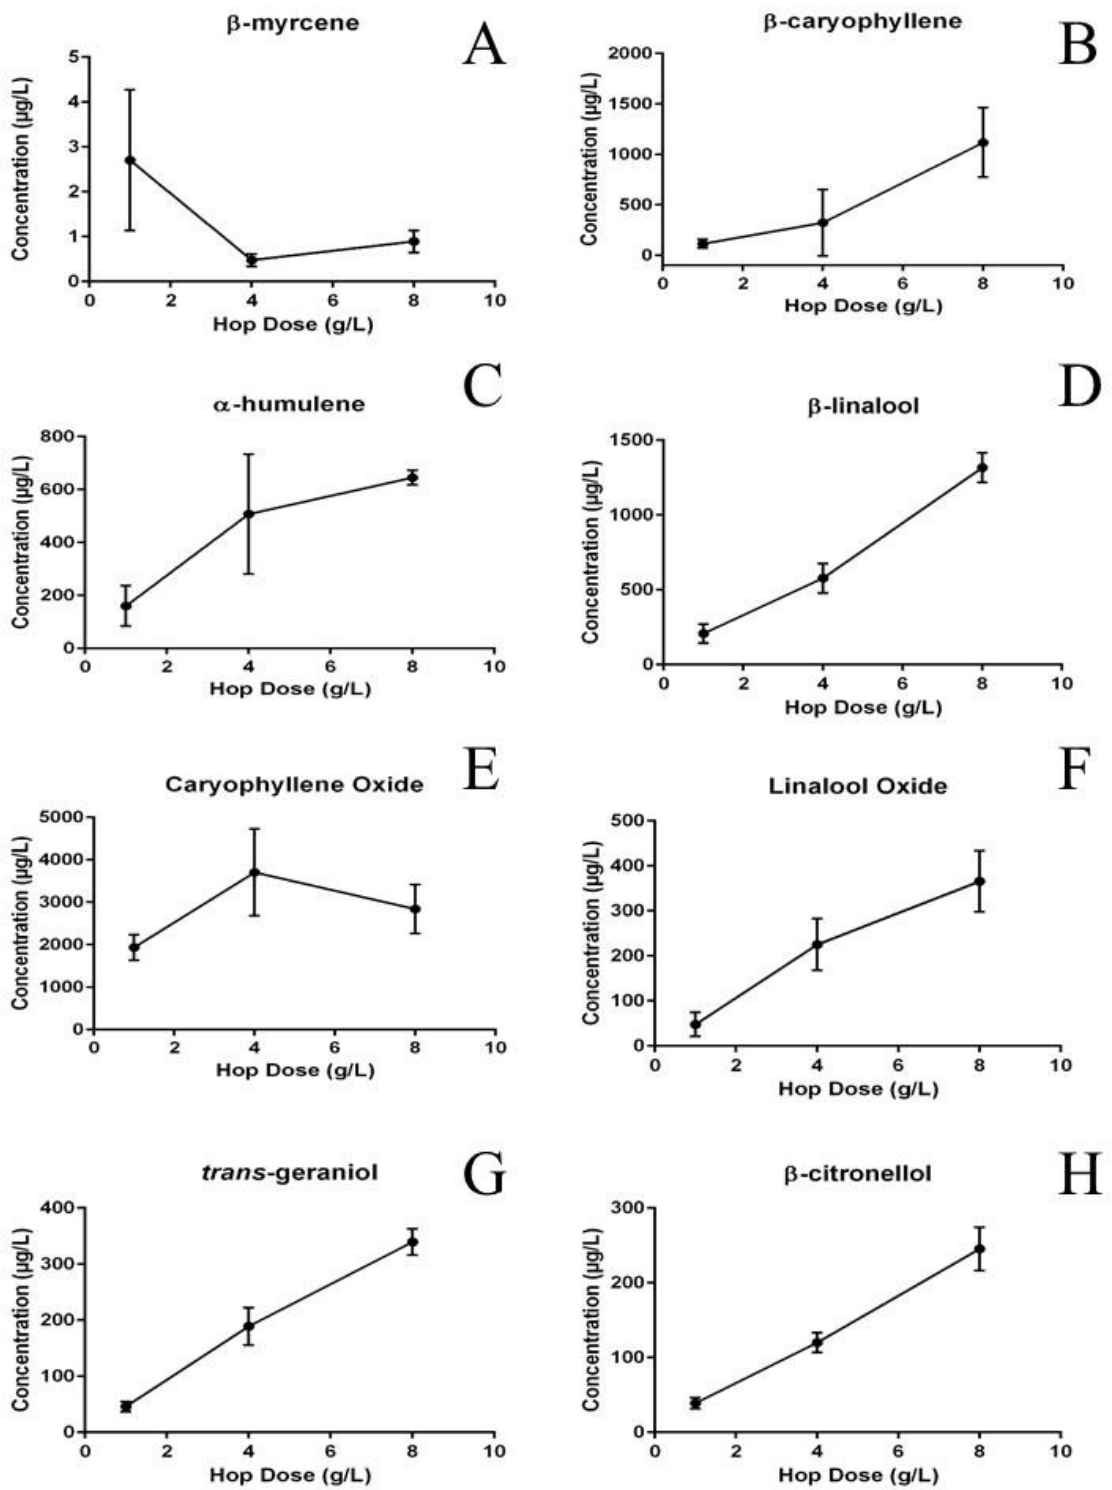 β-myrcene
A
Concentration (µg/L)
5
4
3
2
1
0
0 2 4 6 8 10
Hop Dose (g/L)
β-caryophyllene
B
Concentration (µg/L)
2000
1500
1000
500
0
0 2 4 6 8 10
Hop Dose (g/L)
α-humulene
C
Concentration (µg/L)
800
600
400
200
0
0 2 4 6 8 10
Hop Dose (g/L)
β-linalool
D
Concentration (µg/L)
1500
1000
500
0
0 2 4 6 8 10
Hop Dose (g/L)
Caryophyllene Oxide
E
Concentration (µg/L)
5000
4000
3000
2000
1000
0
0 2 4 6 8 10
Hop Dose (g/L)
Linalool Oxide
F
Concentration (µg/L)
500
400
300
200
100
0
0 2 4 6 8 10
Hop Dose (g/L)
trans-geraniol
G
Concentration (µg/L)
400
300
200
100
0
0 2 4 6 8 10
Hop Dose (g/L)
β-citronellol
H
Concentration (µg/L)
300
200
100
0
0 2 4 6 8 10
Hop Dose (g/L)